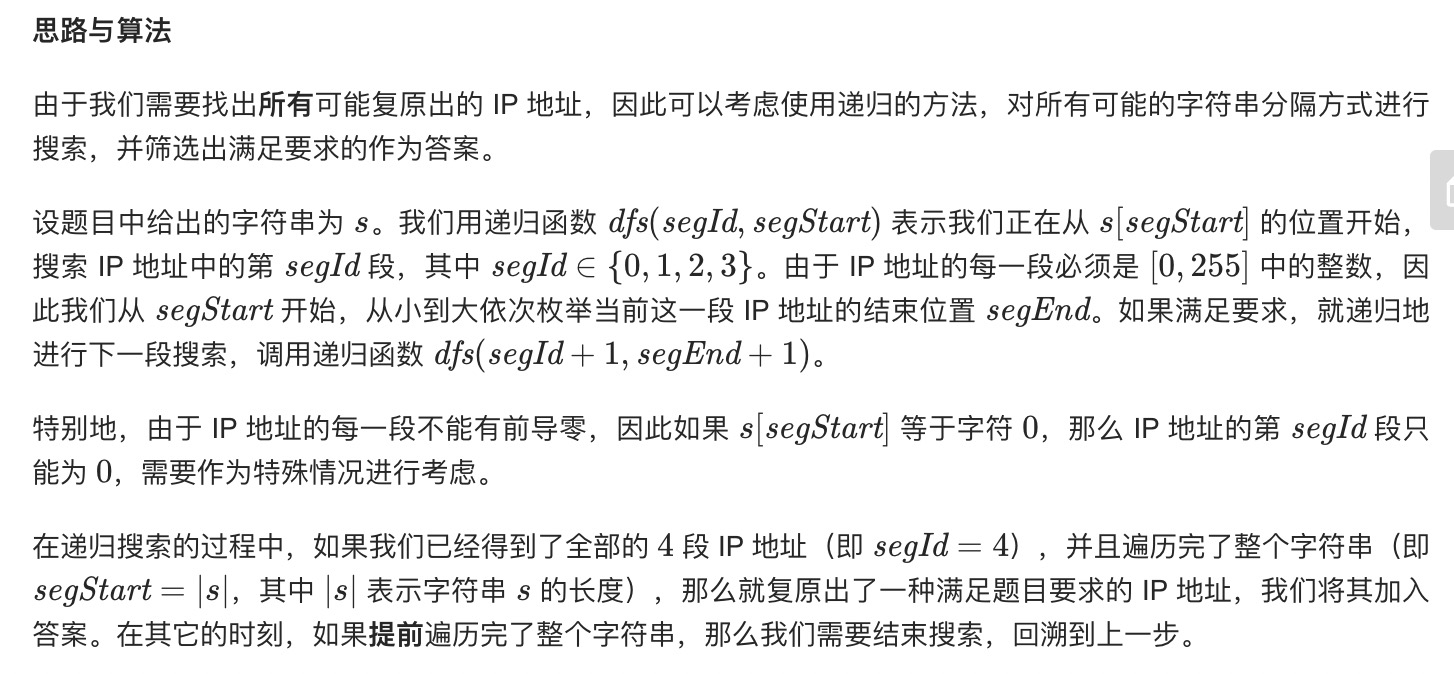 思路与算法
由于我们需要找出所有可能复原出的 IP 地址，因此可以考虑使用递归的方法，对所有可能的字符串分隔方式进行
搜索，并筛选出满足要求的作为答案。
设题目中给出的字符串为 s。我们用递归函数 dfs(segId, segStart) 表示我们正在从 s[segStart] 的位置开始，
搜索 IP 地址中的第 segId 段，其中 segId ∈ {0, 1, 2, 3}。由于 IP 地址的每一段必须是 [0, 255] 中的整数，因
此我们从 segStart 开始，从小到大依次枚举当前这一段 IP 地址的结束位置 segEnd。如果满足要求，就递归地
进行下一段搜索，调用递归函数 dfs(segId + 1, segEnd + 1)。
特别地，由于 IP 地址的每一段不能有前导零，因此如果 s[segStart] 等于字符 0，那么 IP 地址的第 segId 段只
能为 0，需要作为特殊情况进行考虑。
在递归搜索的过程中，如果我们已经得到了全部的 4 段 IP 地址（即 segId = 4），并且遍历完了整个字符串（即
segStart = |s|，其中 |s| 表示字符串 s 的长度），那么就复原出了一种满足题目要求的 IP 地址，我们将其加入
答案。在其它的时刻，如果提前遍历完了整个字符串，那么我们需要结束搜索，回溯到上一步。